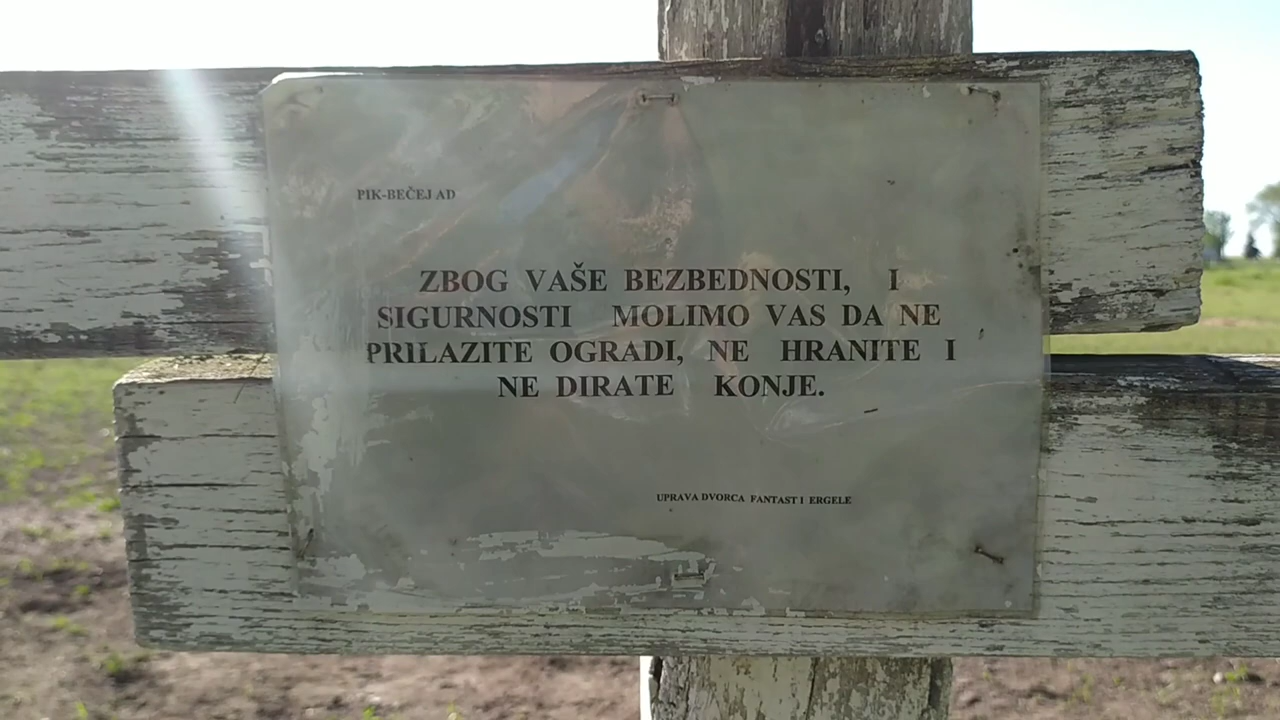 PIK-BEČEJ AD
ZBOG VAŠE BEZBEDNOSTI, I
SIGURNOSTI MOLIMO VAS DA NE
PRILAZITE OGRADI, NE HRANITE I
NE DIRATE KONJE.
UPRAVA DVORCA FANTAST I ERGELE